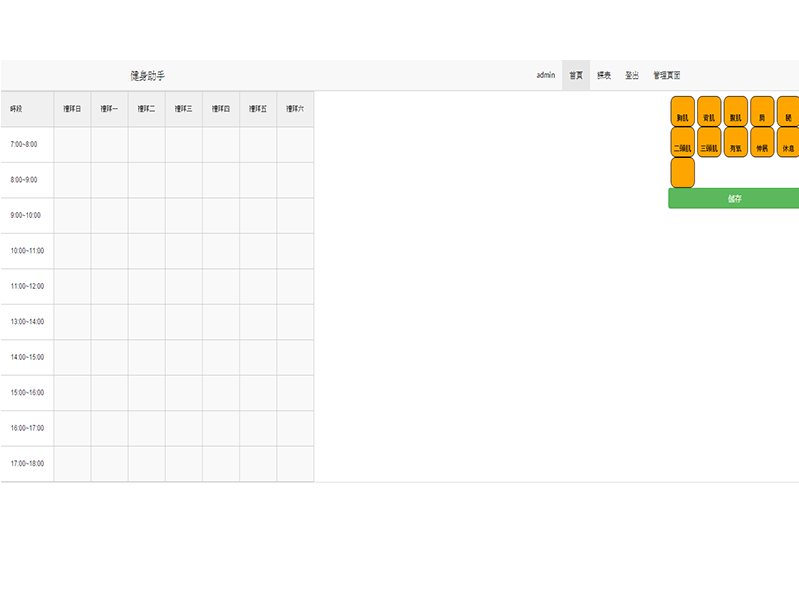 健身助手 admin 首頁 課表 登出 管理頁面
時段 禮拜日 禮拜一 禮拜二 禮拜三 禮拜四 禮拜五 禮拜六
胸肌 背肌 腹肌 肩 腿
7:00~8:00
二頭肌 三頭肌 有氧 伸展 休息
8:00~9:00
儲存
9:00~10:00
10:00~11:00
11:00~12:00
13:00~14:00
14:00~15:00
15:00~16:00
16:00~17:00
17:00~18:00